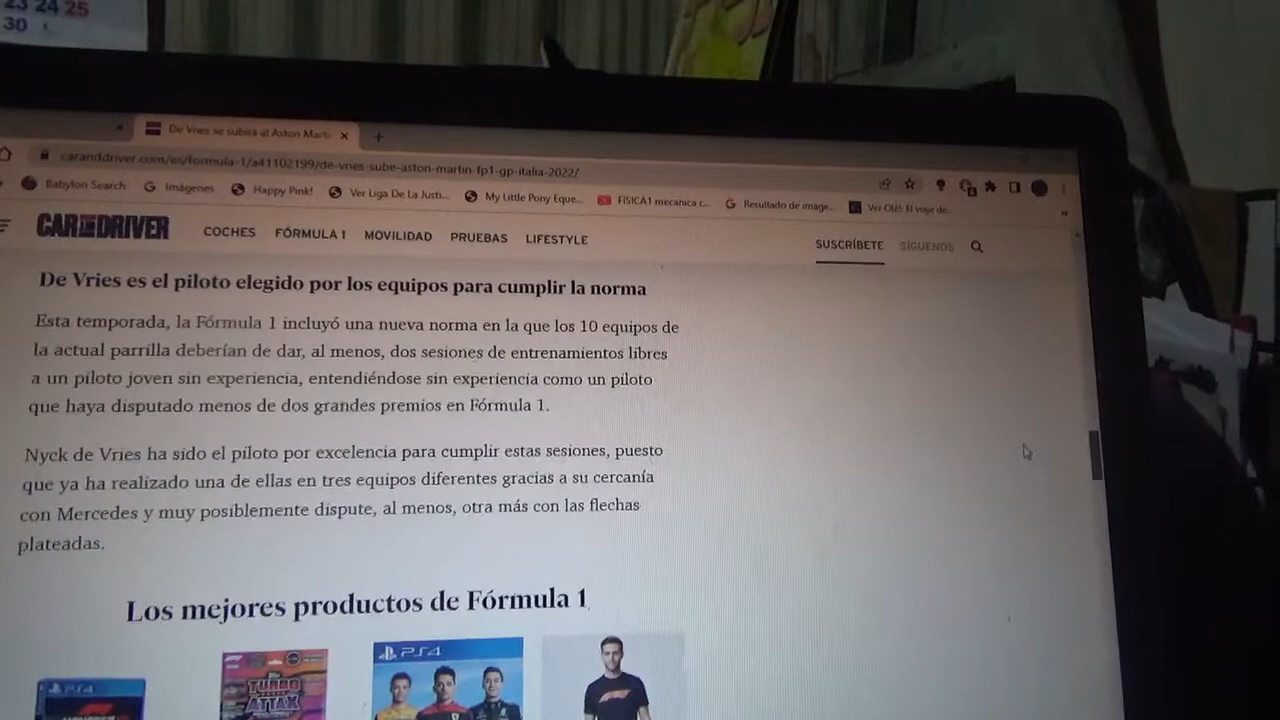 23 24 25
30
De Vries se subirá al Aston Marti
caranddriver.com/es/formula-1/a41102199/de-vries-sube-aston-martin-fp1-gp-italia-2022/
Babylon Search Imágenes Happy Pink! Ver Liga De La Justi... My Little Pony Eque... FISICA1 mecanica c... Resultado de image... Ver Olé! El viaje de...
CAR AND DRIVER COCHES FÓRMULA 1 MOVILIDAD PRUEBAS LIFESTYLE SUSCRÍBETE SÍGUENOS
De Vries es el piloto elegido por los equipos para cumplir la norma
Esta temporada, la Fórmula 1 incluyó una nueva norma en la que los 10 equipos de
la actual parrilla deberían de dar, al menos, dos sesiones de entrenamientos libres
a un piloto joven sin experiencia, entendiéndose sin experiencia como un piloto
que haya disputado menos de dos grandes premios en Fórmula 1.
Nyck de Vries ha sido el piloto por excelencia para cumplir estas sesiones, puesto
que ya ha realizado una de ellas en tres equipos diferentes gracias a su cercanía
con Mercedes y muy posiblemente dispute, al menos, otra más con las flechas
plateadas.
Los mejores productos de Fórmula 1
PS4
TURBO
ATTAX
PS4